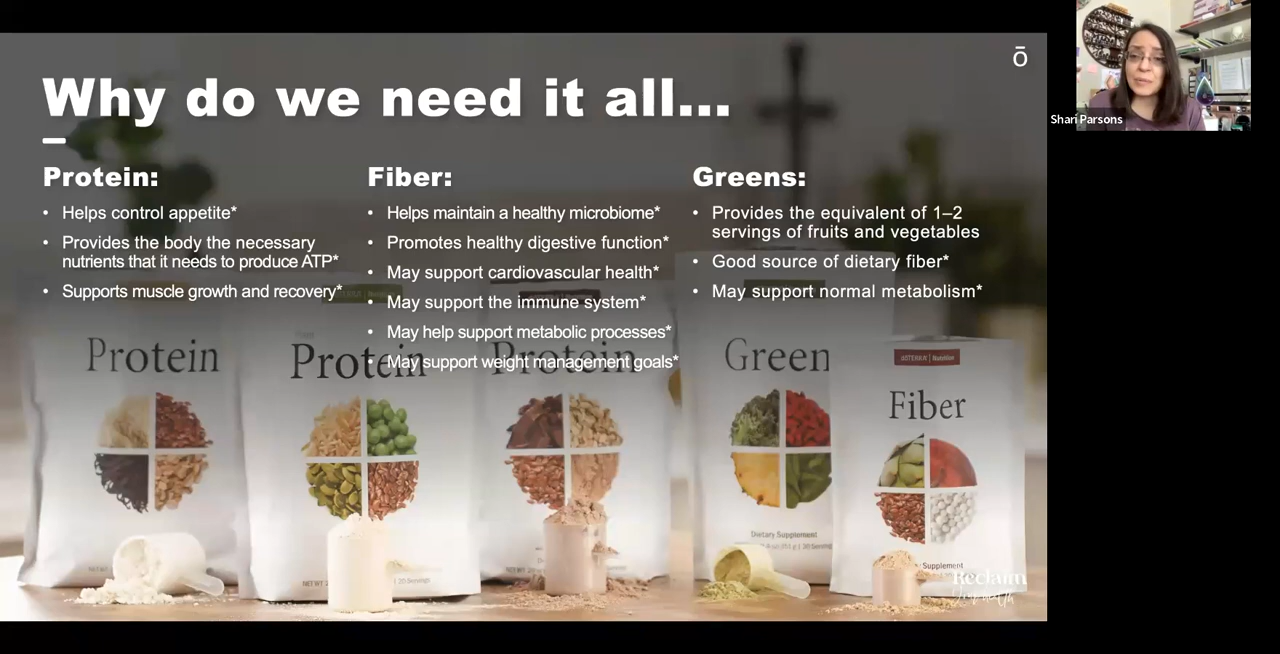 ō
Why do we need it all...
Protein:
• Helps control appetite*
• Provides the body the necessary
nutrients that it needs to produce ATP*
• Supports muscle growth and recovery*
Fiber:
• Helps maintain a healthy microbiome*
• Promotes healthy digestive function*
• May support cardiovascular health*
• May support the immune system*
• May help support metabolic processes*
• May support weight management goals*
Greens:
• Provides the equivalent of 1–2
servings of fruits and vegetables
• Good source of dietary fiber*
• May support normal metabolism*
Shari Parsons
Protein
Protein
Protein
Green
Dietary Supplement
Nutrition
Fiber
Supplement
Reclaim